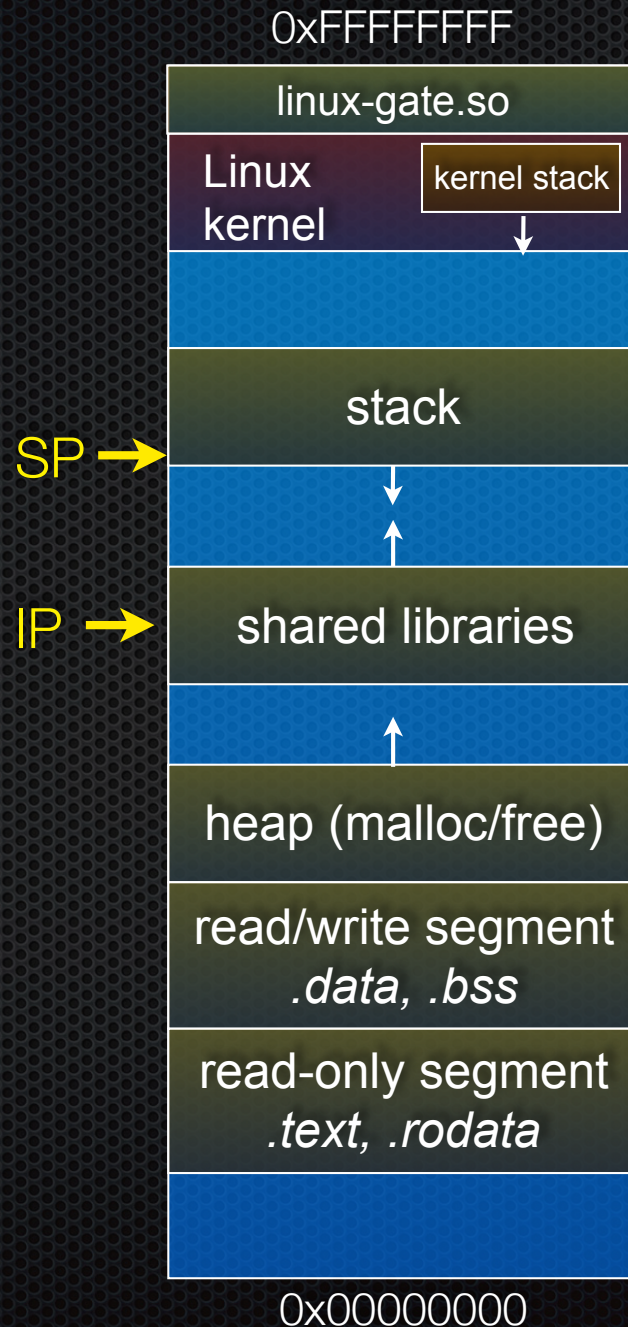 0xFFFFFFFF
linux-gate.so
Linux
kernel
kernel stack
stack
SP
IP
shared libraries
heap (malloc/free)
read/write segment
.data, .bss
read-only segment
.text, .rodata
0x00000000